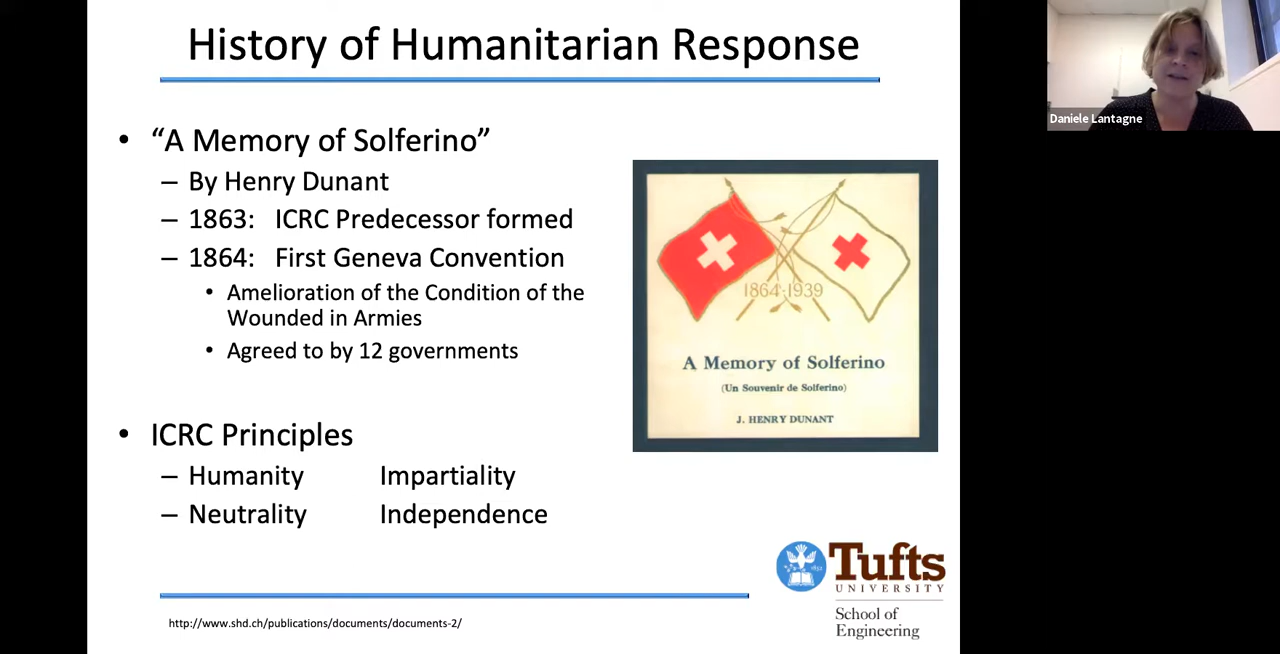 History of Humanitarian Response
• “A Memory of Solferino”
– By Henry Dunant
– 1863: ICRC Predecessor formed
– 1864: First Geneva Convention
• Amelioration of the Condition of the
Wounded in Armies
• Agreed to by 12 governments
• ICRC Principles
– Humanity Impartiality
– Neutrality Independence
http://www.shd.ch/publications/documents/documents-2/
1864-1939
A Memory of Solferino
(Un Souvenir de Solferino)
J. HENRY DUNANT
1852
Tufts
UNIVERSITY
School of
Engineering
Daniele Lantagne